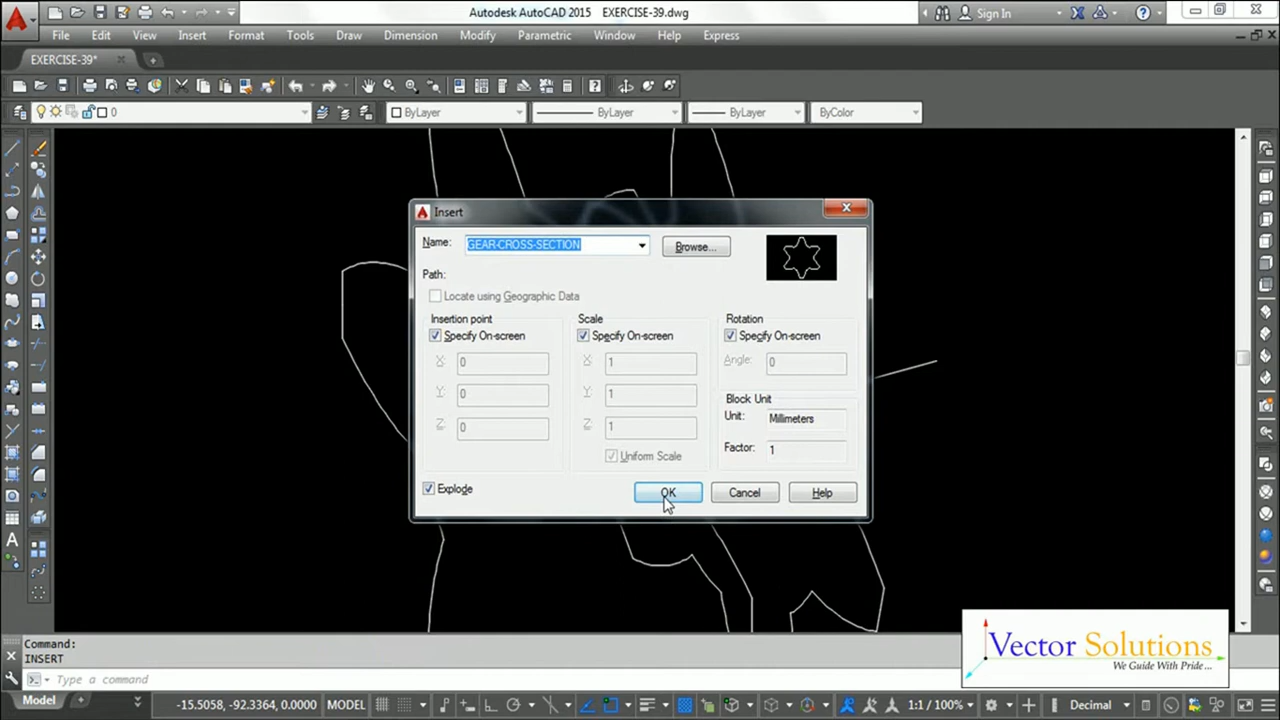 Autodesk AutoCAD 2015 EXERCISE-39.dwg
Sign In
File Edit View Insert Format Tools Draw Dimension Modify Parametric Window Help Express
EXERCISE-39*
0 ByLayer ByLayer ByLayer ByColor
Insert
Name: GEAR-CROSS-SECTION Browse...
Path:
Locate using Geographic Data
Insertion point Scale Rotation
Specify On-screen Specify On-screen Specify On-screen
X: 0 X: 1 Angle: 0
Y: 0 Y: 1 Block Unit
Unit: Millimeters
Z: 0 Z: 1
Factor: 1
Uniform Scale
Explode OK Cancel Help
Command:
INSERT
Type a command
Vector Solutions
We Guide With Pride...
Model -15.5058, -92.3364, 0.0000 MODEL 1:1 / 100% Decimal